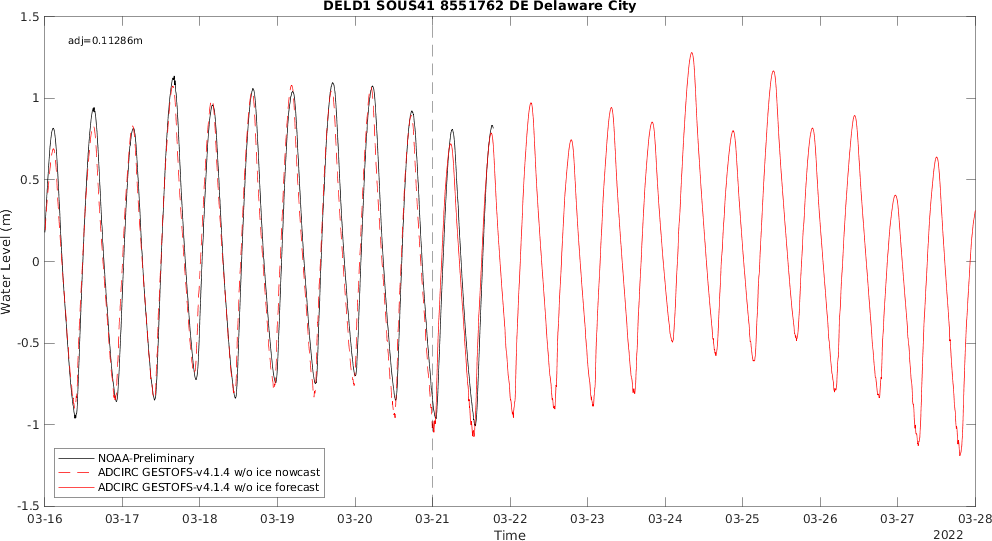 DELD1 SOUS41 8551762 DE Delaware City
adj=0.11286m
1.5
1
0.5
0
-0.5
-1
-1.5
Water Level (m)
NOAA-Preliminary
ADCIRC GESTOFS-v4.1.4 w/o ice nowcast
ADCIRC GESTOFS-v4.1.4 w/o ice forecast
03-16 03-17 03-18 03-19 03-20 03-21 03-22 03-23 03-24 03-25 03-26 03-27 03-28
Time
2022